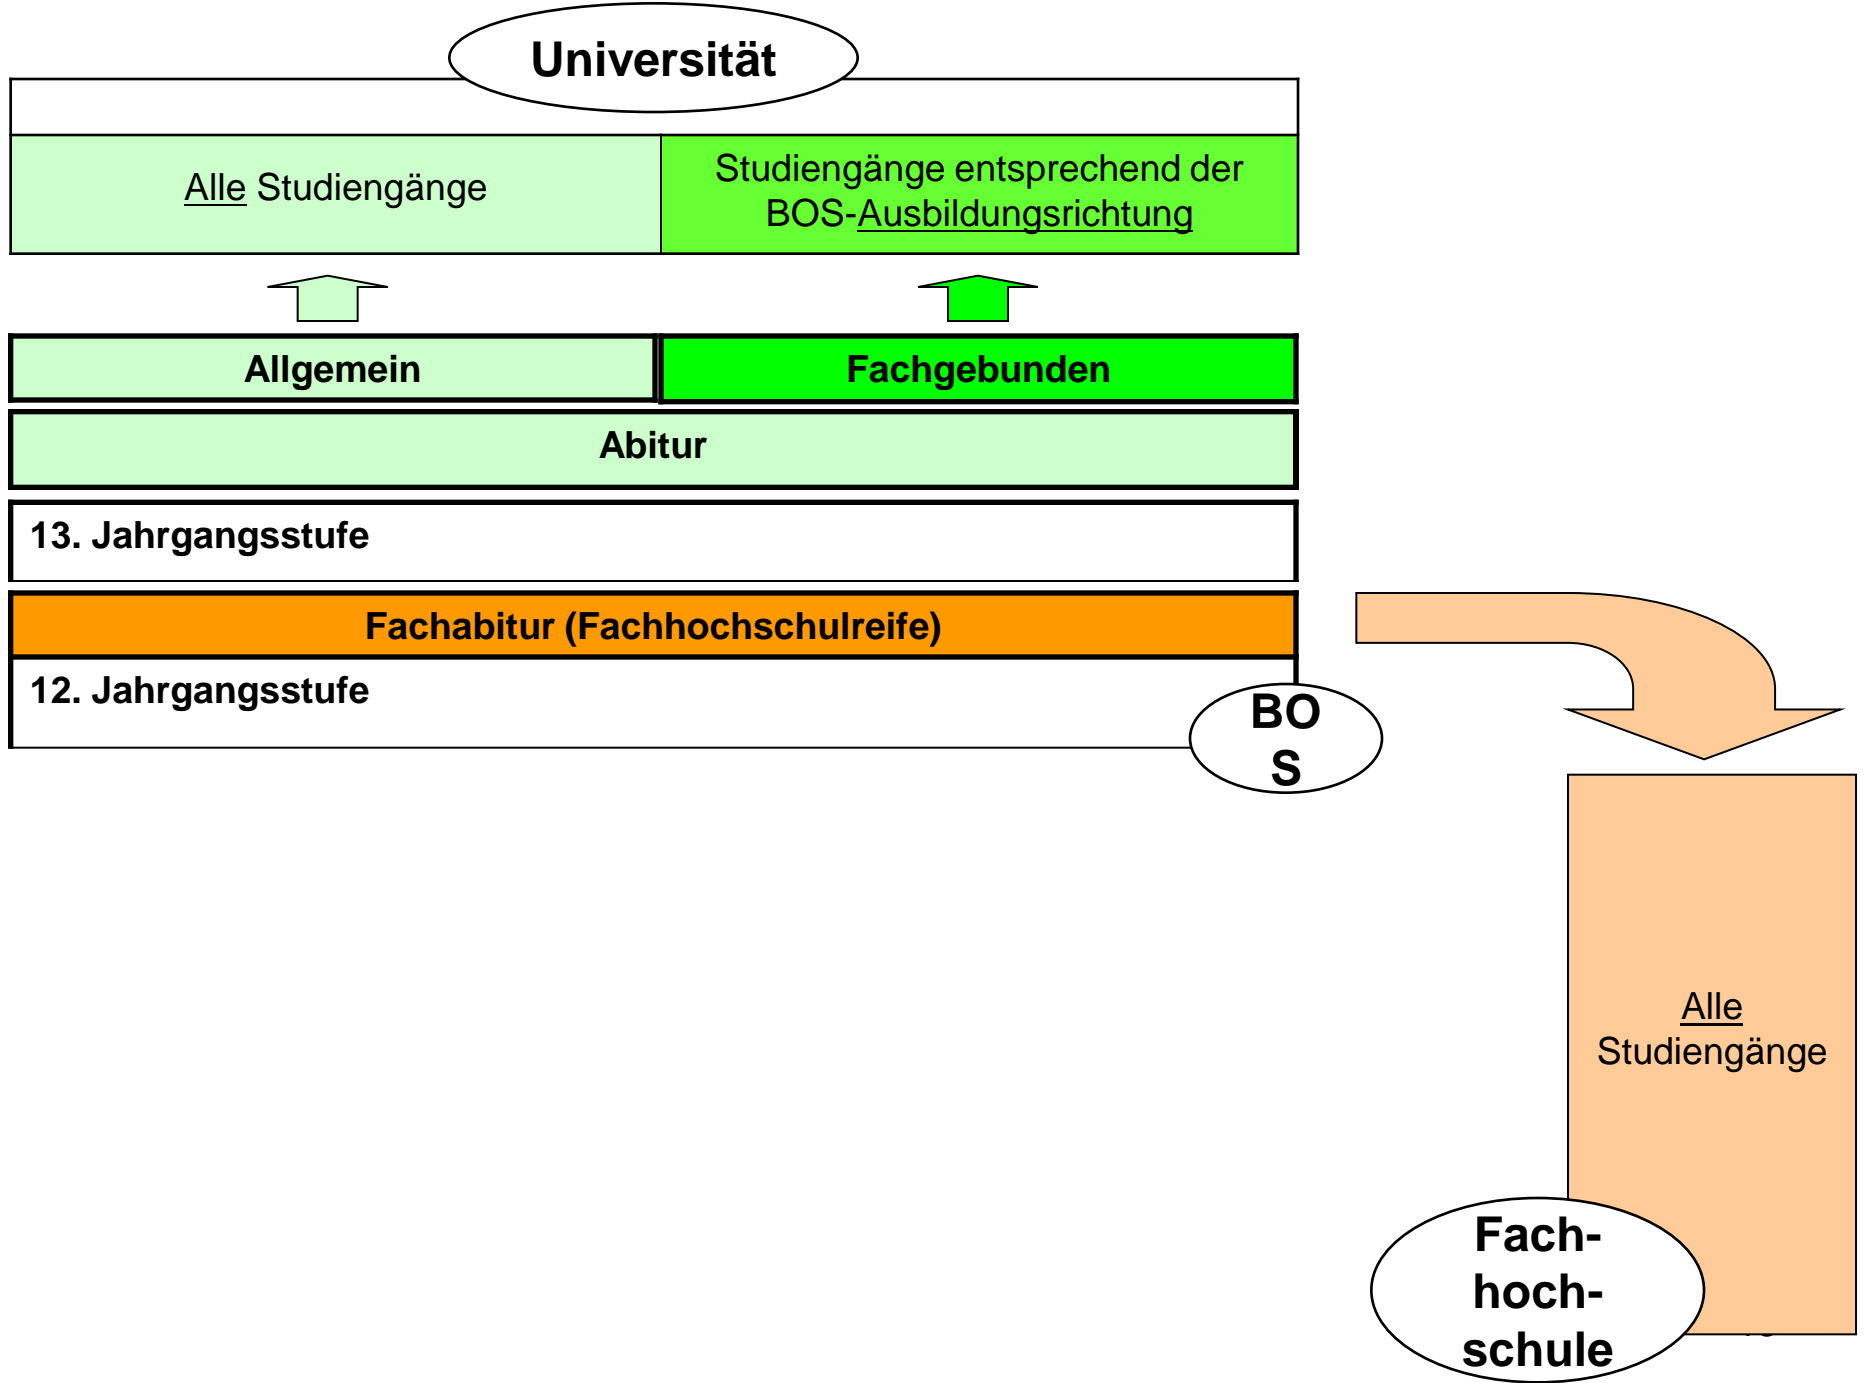 Universität
Alle Studiengänge
Studiengänge entsprechend der
BOS-Ausbildungsrichtung
Allgemein
Fachgebunden
Abitur
13. Jahrgangsstufe
Fachabitur (Fachhochschulreife)
12. Jahrgangsstufe
BO
S
Alle
Studiengänge
Fach-
hoch-
schule